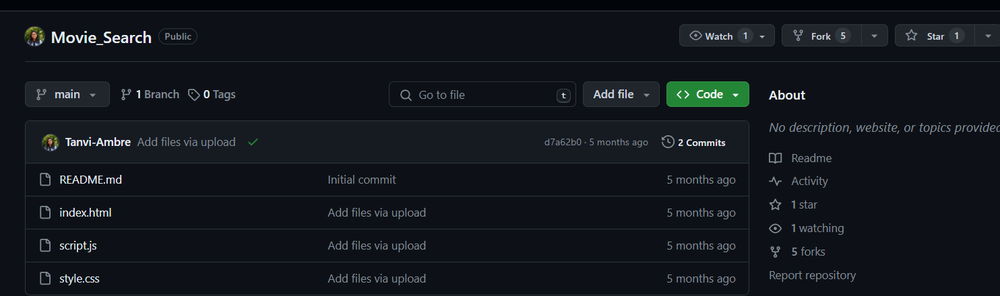 Movie_Search Public Watch 1 Fork 5 Star 1
main 1 Branch 0 Tags Go to file t Add file Code
Tanvi-Ambre Add files via upload d7a62b0 · 5 months ago 2 Commits
README.md Initial commit 5 months ago
index.html Add files via upload 5 months ago
script.js Add files via upload 5 months ago
style.css Add files via upload 5 months ago
About
No description, website, or topics provided
Readme
Activity
1 star
1 watching
5 forks
Report repository